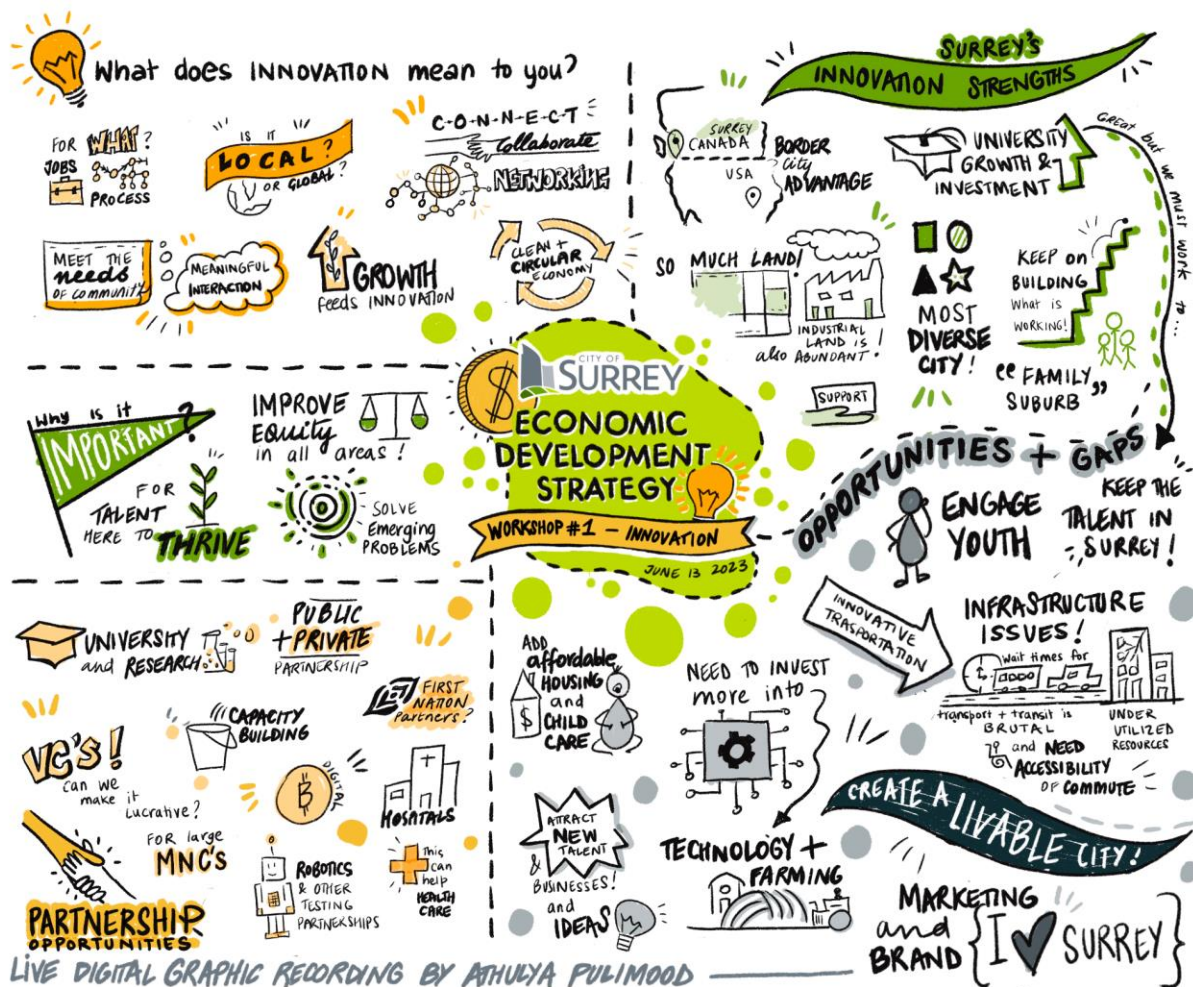 What does INNOVATION mean to you?
FOR WHAT?
JOBS
PROCESS
IS IT
LOCAL?
OR GLOBAL?
C-O-N-N-E-C-T
Collaborate
NETWORKING
MEET THE
needs
OF COMMUNITY
MEANINGFUL
INTERACTION
GROWTH
feeds INNOVATION
CLEAN +
CIRCULAR
ECONOMY
SURREY'S
INNOVATION STRENGTHS
SURREY
CANADA
USA
BORDER
City
ADVANTAGE
UNIVERSITY
GROWTH &
INVESTMENT
GREAT but we must work to...
SO MUCH LAND!
INDUSTRIAL
LAND IS
also ABUNDANT!
MOST
DIVERSE
CITY!
KEEP ON
BUILDING
What is
WORKING!
"FAMILY
SUBURB"
SUPPORT
Why is it
IMPORTANT?
FOR
TALENT
HERE TO
THRIVE
IMPROVE
EQUITY
in all areas!
SOLVE
Emerging
PROBLEMS
$
CITY OF
SURREY
ECONOMIC
DEVELOPMENT
STRATEGY
WORKSHOP #1 – INNOVATION
JUNE 13 2023
OPPORTUNITIES + GAPS
ENGAGE
YOUTH
KEEP THE
TALENT IN
SURREY!
INNOVATIVE
TRASPORTATION
INFRASTRUCTURE
ISSUES!
Wait times for
transport + transit is
BRUTAL
and NEED
ACCESSIBILITY
OF COMMUTE
UNDER
UTILIZED
RESOURCES
UNIVERSITY
and RESEARCH
PUBLIC
+ PRIVATE
PARTNERSHIP
FIRST
NATION
Partners?
VC'S!
can we
make it
lucrative?
CAPACITY
BUILDING
B
DIGITAL
HOSITALS
FOR large
MNC'S
ROBOTICS
& OTHER
TESTING
PARTNERSHIPS
This
can
help
HEALTH
CARE
PARTNERSHIP
OPPORTUNITIES
ADD
affordable
HOUSING
and
CHILD
CARE
$
NEED TO INVEST
more into
TECHNOLOGY +
FARMING
ATTRACT
NEW
TALENT
&
BUSINESSES!
and
IDEAS
CREATE A LIVABLE CITY!
MARKETING
and
BRAND
{I ♥ SURREY}
LIVE DIGITAL GRAPHIC RECORDING BY ATHULYA PULIMOOD